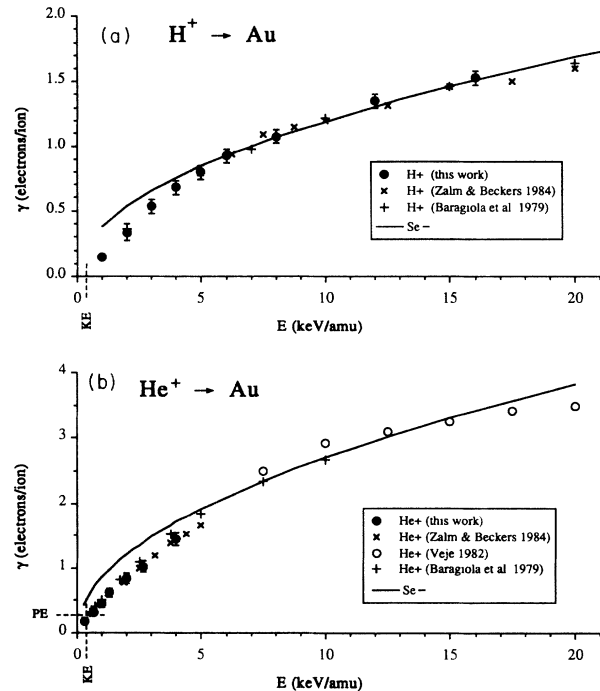 (a) H+ → Au
2.0
1.5
1.0
0.5
0.0
γ (electrons/ion)
● H+ (this work)
× H+ (Zalm & Beckers 1984)
+ H+ (Baragiola et al 1979)
— Se−
0 5 10 15 20
KE
E (keV/amu)
(b) He+ → Au
4
3
2
1
0
γ (electrons/ion)
PE
● He+ (this work)
× He+ (Zalm & Beckers 1984)
○ He+ (Veje 1982)
+ He+ (Baragiola et al 1979)
— Se−
0 5 10 15 20
KE
E (keV/amu)